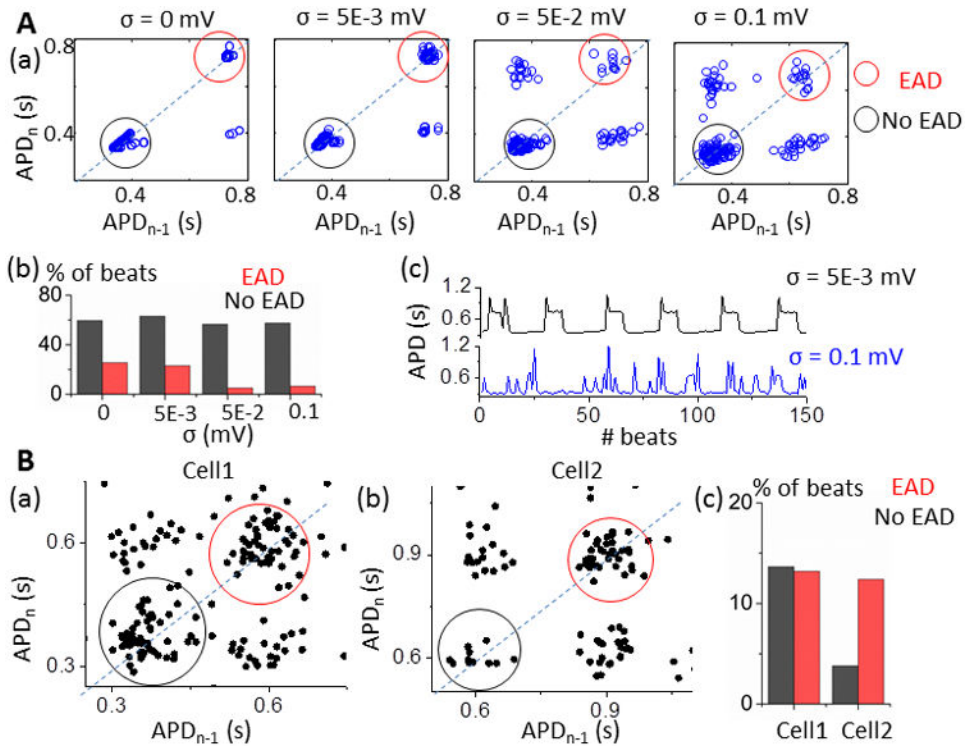 A
σ = 0 mV
σ = 5E-3 mV
σ = 5E-2 mV
σ = 0.1 mV
(a)
APDn (s)
0.8
0.4
0.4 0.8
0.4 0.8
0.4 0.8
0.4 0.8
APDn-1 (s)
APDn-1 (s)
APDn-1 (s)
APDn-1 (s)
EAD
No EAD
(b)
% of beats
EAD
No EAD
80
40
0
0 5E-3 5E-2 0.1
σ (mV)
(c)
σ = 5E-3 mV
APD (s)
1.2
0.6
1.2
0.6
σ = 0.1 mV
0 50 100 150
# beats
B
Cell1
(a)
APDn (s)
0.6
0.3
0.3 0.6
APDn-1 (s)
Cell2
(b)
APDn (s)
0.9
0.6
0.6 0.9
APDn-1 (s)
(c)
% of beats
EAD
No EAD
20
10
0
Cell1 Cell2